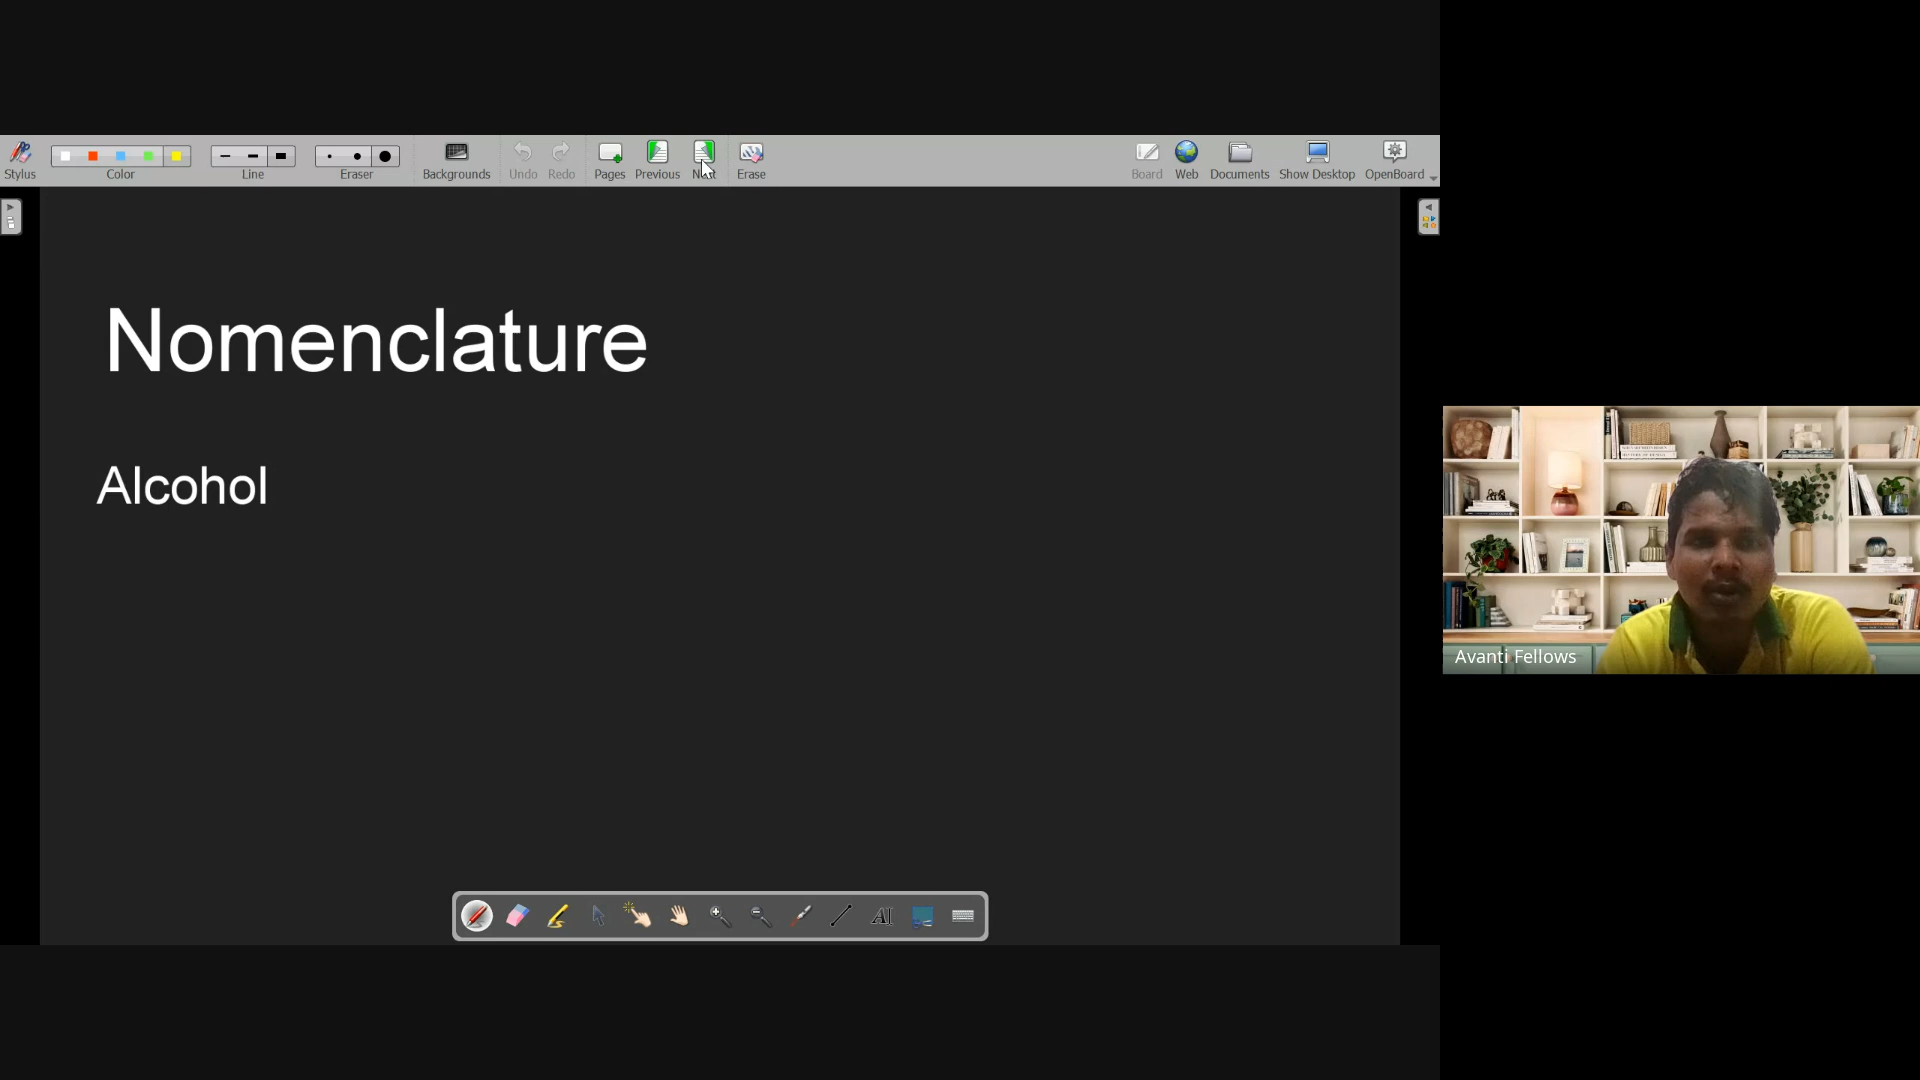 Stylus Color Line Eraser Backgrounds Undo Redo Pages Previous Erase Board Web Documents Show Desktop OpenBoard
Nomenclature
Alcohol
Avanti Fellows